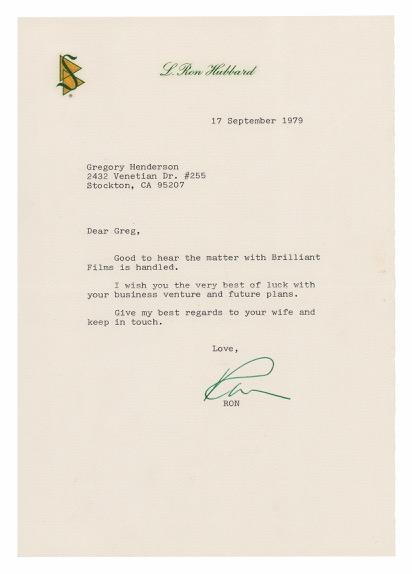 L. Ron Hubbard
17 September 1979
Gregory Henderson
2432 Venetian Dr. #255
Stockton, CA 95207
Dear Greg,
Good to hear the matter with Brilliant
Films is handled.
I wish you the very best of luck with
your business venture and future plans.
Give my best regards to your wife and
keep in touch.
Love,
Ron
RON